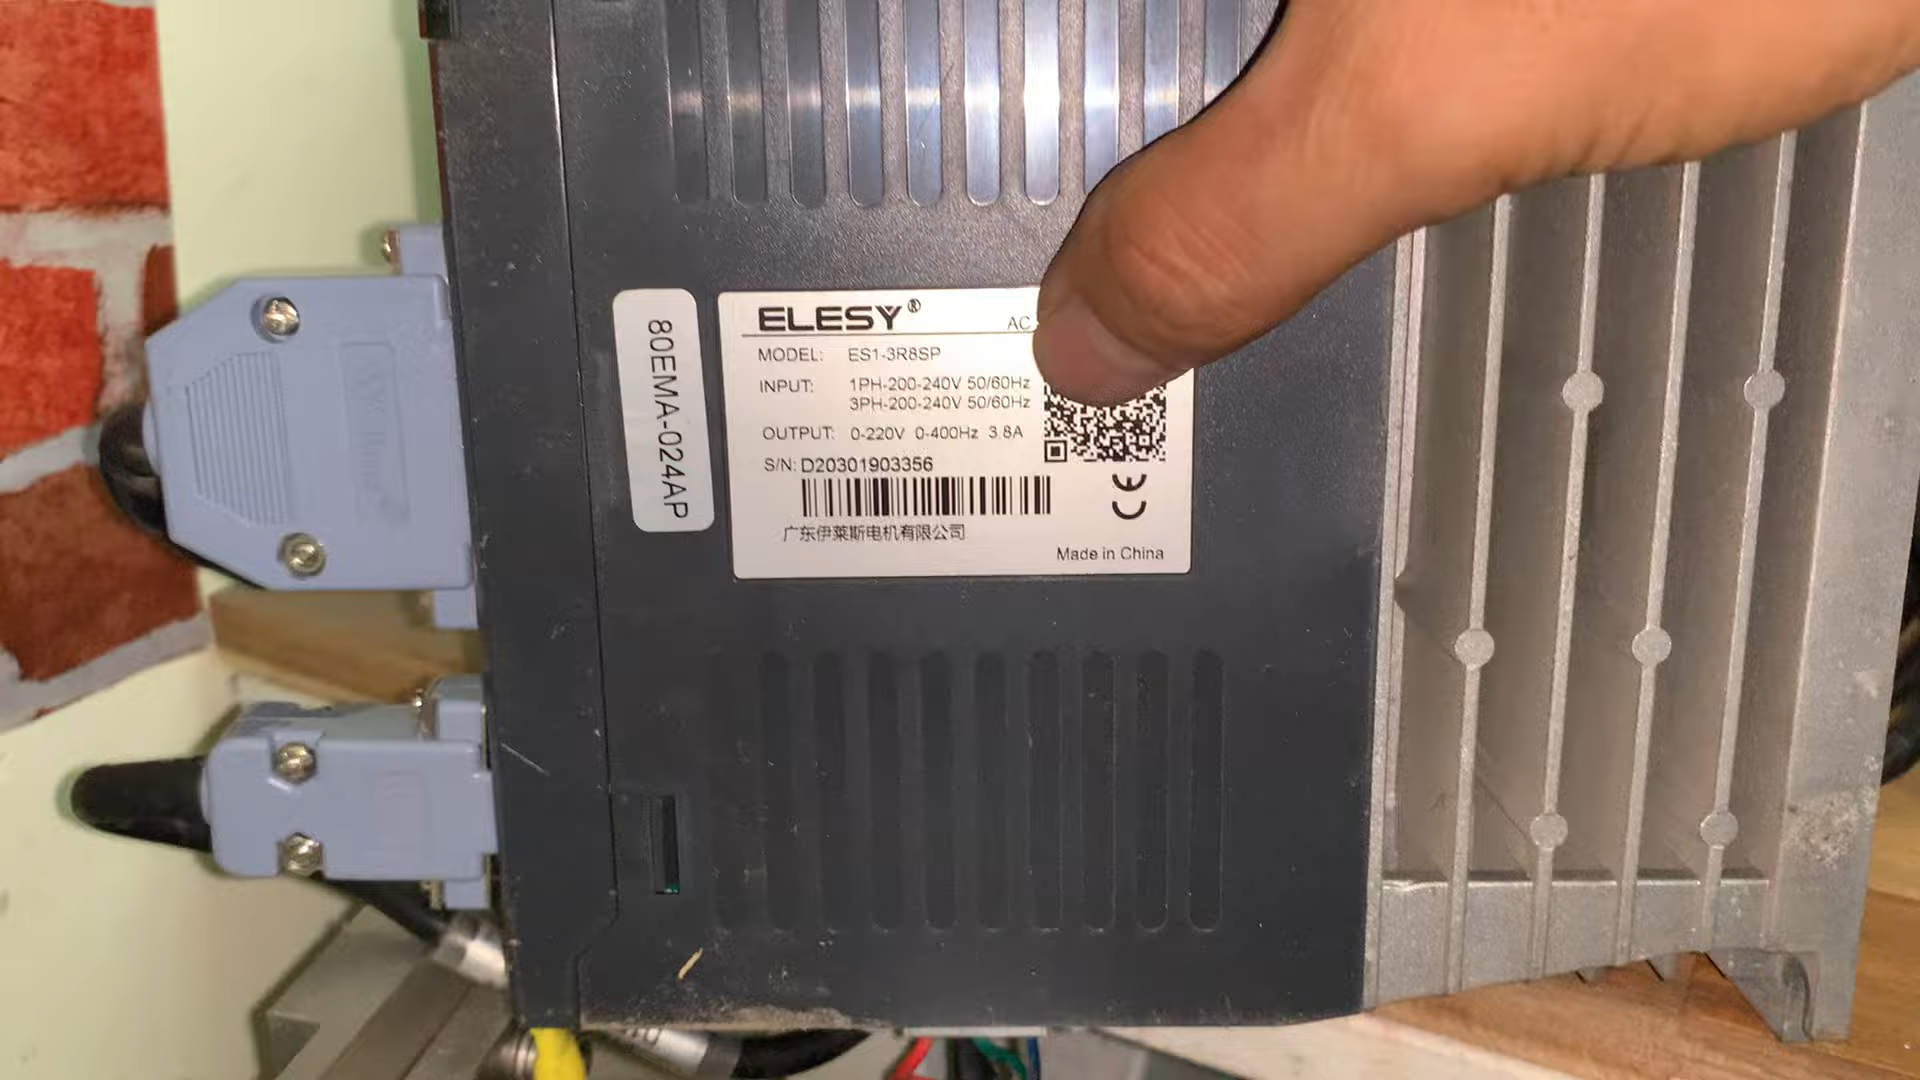 80EMA-024AP
ELESY®
AC
MODEL: ES1-3R8SP
INPUT: 1PH-200-240V 50/60Hz
3PH-200-240V 50/60Hz
OUTPUT: 0-220V 0-400Hz 3.8A
S/N: D20301903356
CE
广东伊莱斯电机有限公司
Made in China